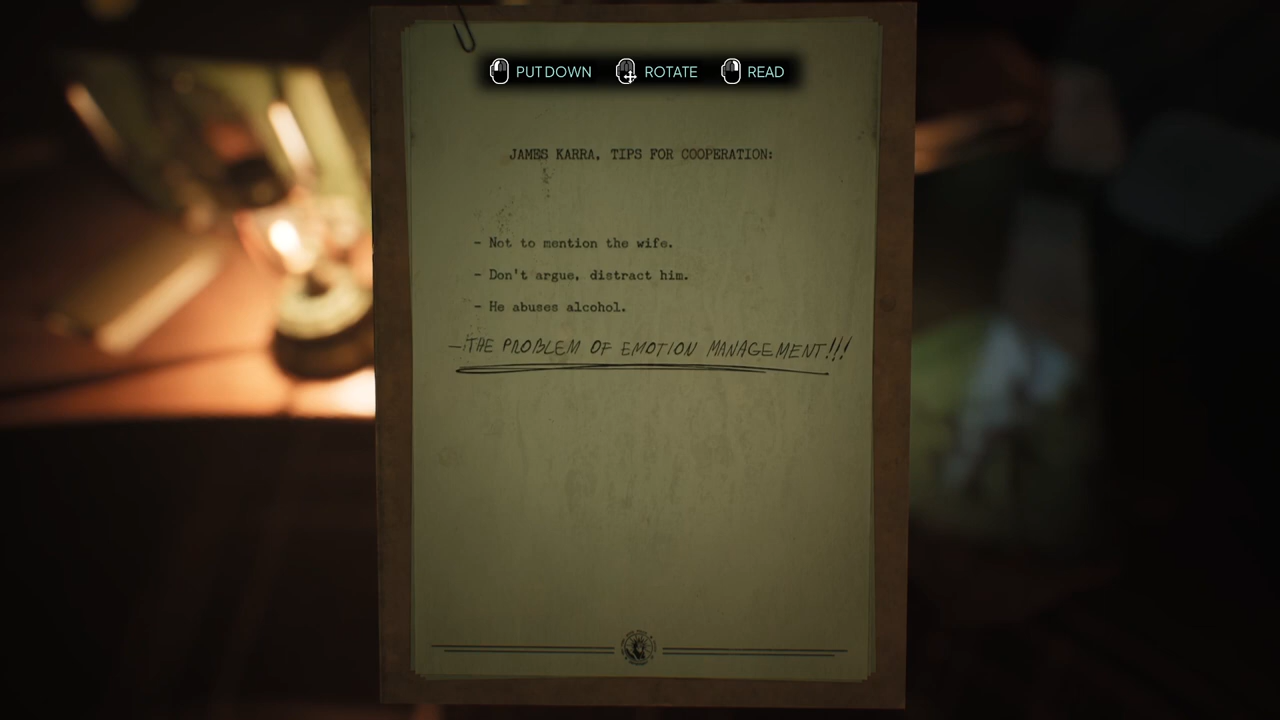 PUT DOWN ROTATE READ
JAMES KARRA, TIPS FOR COOPERATION:
- Not to mention the wife.
- Don't argue, distract him.
- He abuses alcohol.
- THE PROBLEM OF EMOTION MANAGEMENT!!!